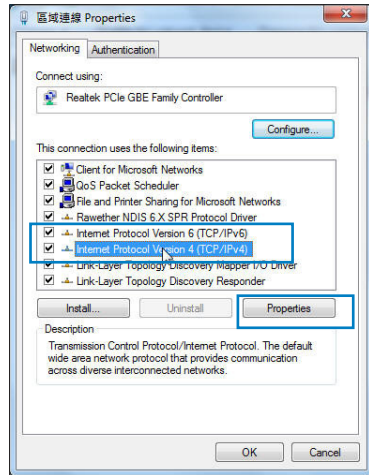 區域連線 Properties
Networking Authentication
Connect using:
Realtek PCIe GBE Family Controller
Configure...
This connection uses the following items:
Client for Microsoft Networks
QoS Packet Scheduler
File and Printer Sharing for Microsoft Networks
Rawether NDIS 6.X SPR Protocol Driver
Internet Protocol Version 6 (TCP/IPv6)
Internet Protocol Version 4 (TCP/IPv4)
Link-Layer Topology Discovery Mapper I/O Driver
Link-Layer Topology Discovery Responder
Install... Uninstall Properties
Description
Transmission Control Protocol/Internet Protocol. The default
wide area network protocol that provides communication
across diverse interconnected networks.
OK Cancel